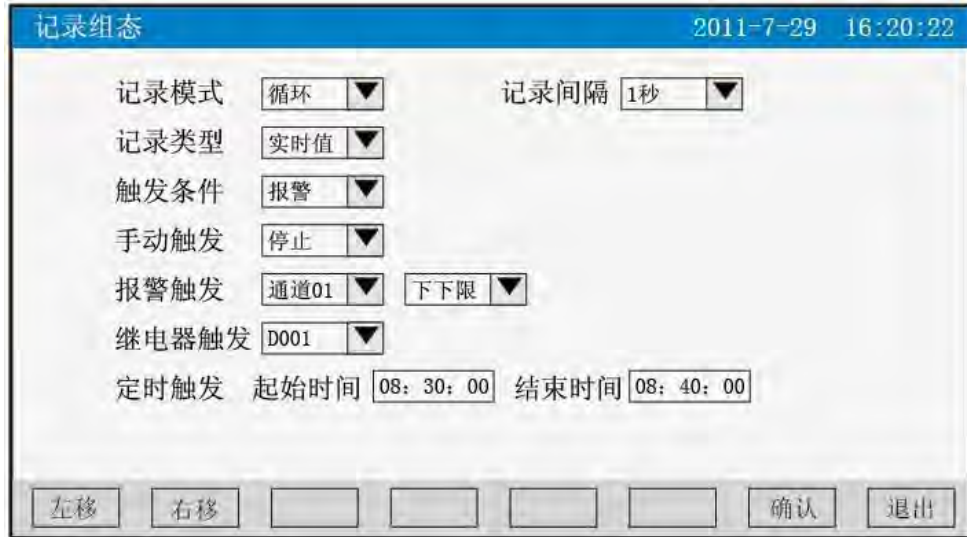 记录组态 2011-7-29 16:20:22
记录模式 循环 记录间隔 1秒
记录类型 实时值
触发条件 报警
手动触发 停止
报警触发 通道01 下下限
继电器触发 D001
定时触发 起始时间 08: 30: 00 结束时间 08: 40: 00
左移 右移 确认 退出